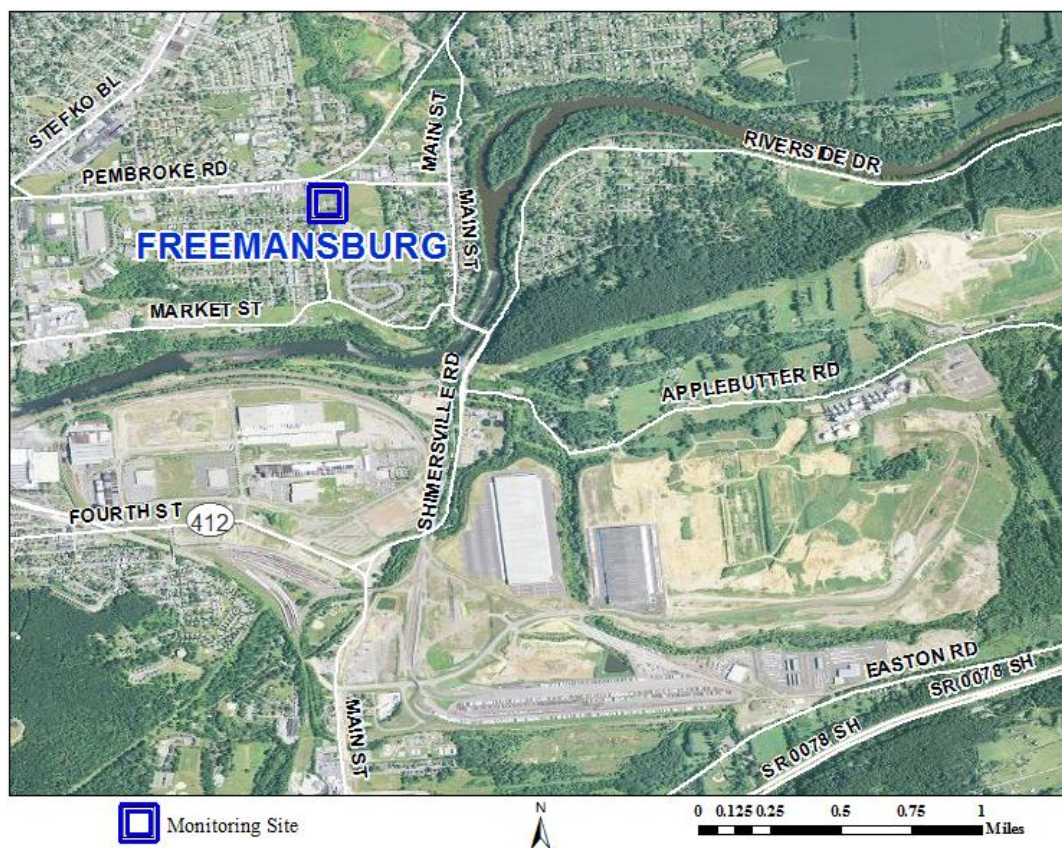 STEFKO BL
MAIN ST
RIVERSIDE DR
PEMBROKE RD
MAIN ST
FREEMANSBURG
MARKET ST
SHIMERSVILLE RD
APPLEBUTTER RD
FOURTH ST
412
EASTON RD
SR 0078 SH
MAIN ST
SR 0078 SH
Monitoring Site
N
0 0.125 0.25 0.5 0.75 1
Miles